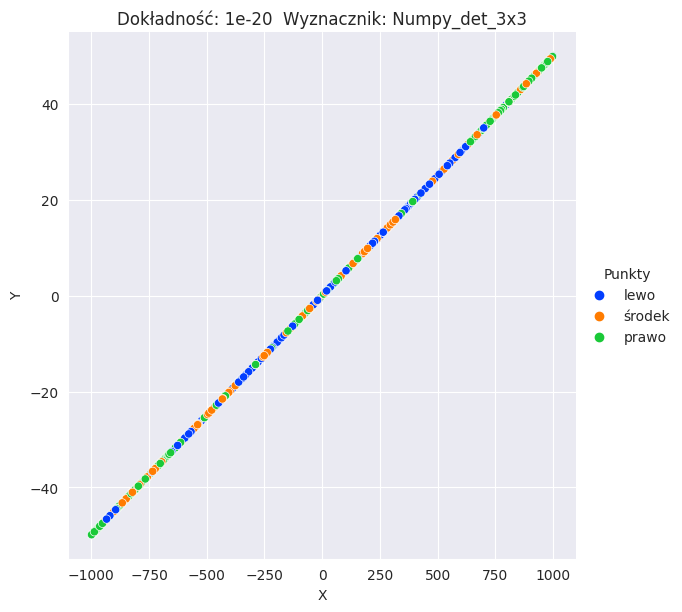 Dokładność: 1e-20  Wyznacznik: Numpy_det_3x3
Y
40
20
0
−20
−40
−1000 −750 −500 −250 0 250 500 750 1000
X
Punkty
lewo
środek
prawo